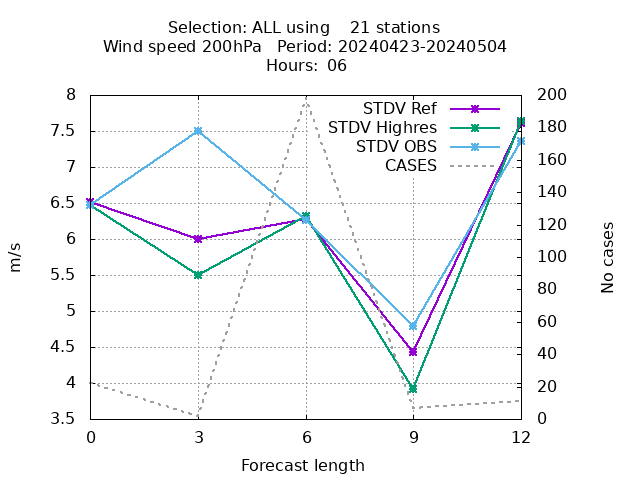 Selection: ALL using    21 stations
Wind speed 200hPa   Period: 20240423-20240504
Hours: 06
STDV Ref
STDV Highres
STDV OBS
CASES
8
7.5
7
6.5
6
5.5
5
4.5
4
3.5
m/s
200
180
160
140
120
100
80
60
40
20
0
No cases
0 3 6 9 12
Forecast length